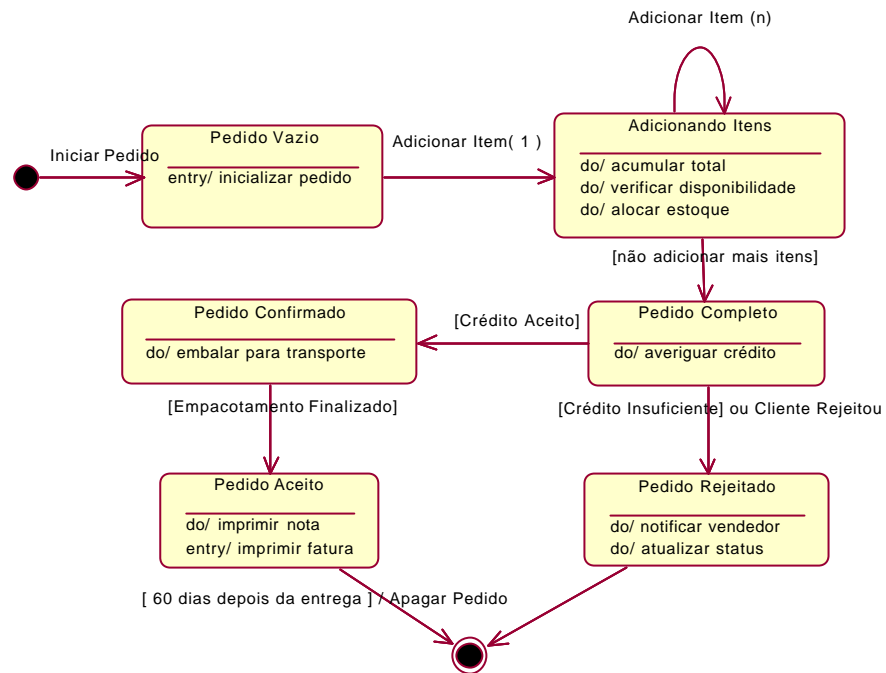 Adicionar Item (n)
Pedido Vazio
entry/ inicializar pedido
Iniciar Pedido
Adicionar Item( 1 )
Adicionando Itens
do/ acumular total
do/ verificar disponibilidade
do/ alocar estoque
[não adicionar mais itens]
Pedido Confirmado
do/ embalar para transporte
[Crédito Aceito]
Pedido Completo
do/ averiguar crédito
[Empacotamento Finalizado]
[Crédito Insuficiente] ou Cliente Rejeitou
Pedido Aceito
do/ imprimir nota
entry/ imprimir fatura
Pedido Rejeitado
do/ notificar vendedor
do/ atualizar status
[ 60 dias depois da entrega ] / Apagar Pedido